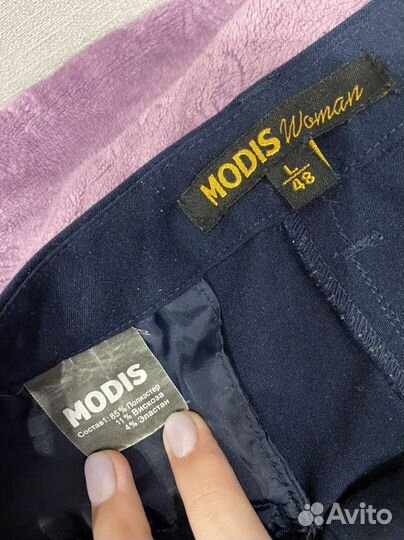 MODIS Woman
L
48
MODIS
Состав1: 85% Полиэстер
11% Вискоза
4% Эластан
Avito